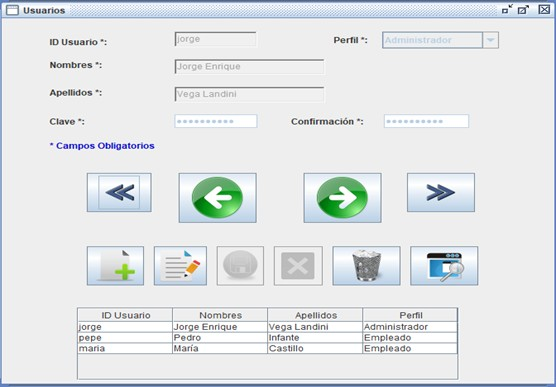 Usuarios
ID Usuario *: jorge Perfil *: Administrador
Nombres *: Jorge Enrique
Apellidos *: Vega Landini
Clave *: ********** Confirmación *: **********
* Campos Obligatorios
ID Usuario Nombres Apellidos Perfil
jorge Jorge Enrique Vega Landini Administrador
pepe Pedro Infante Empleado
maria María Castillo Empleado